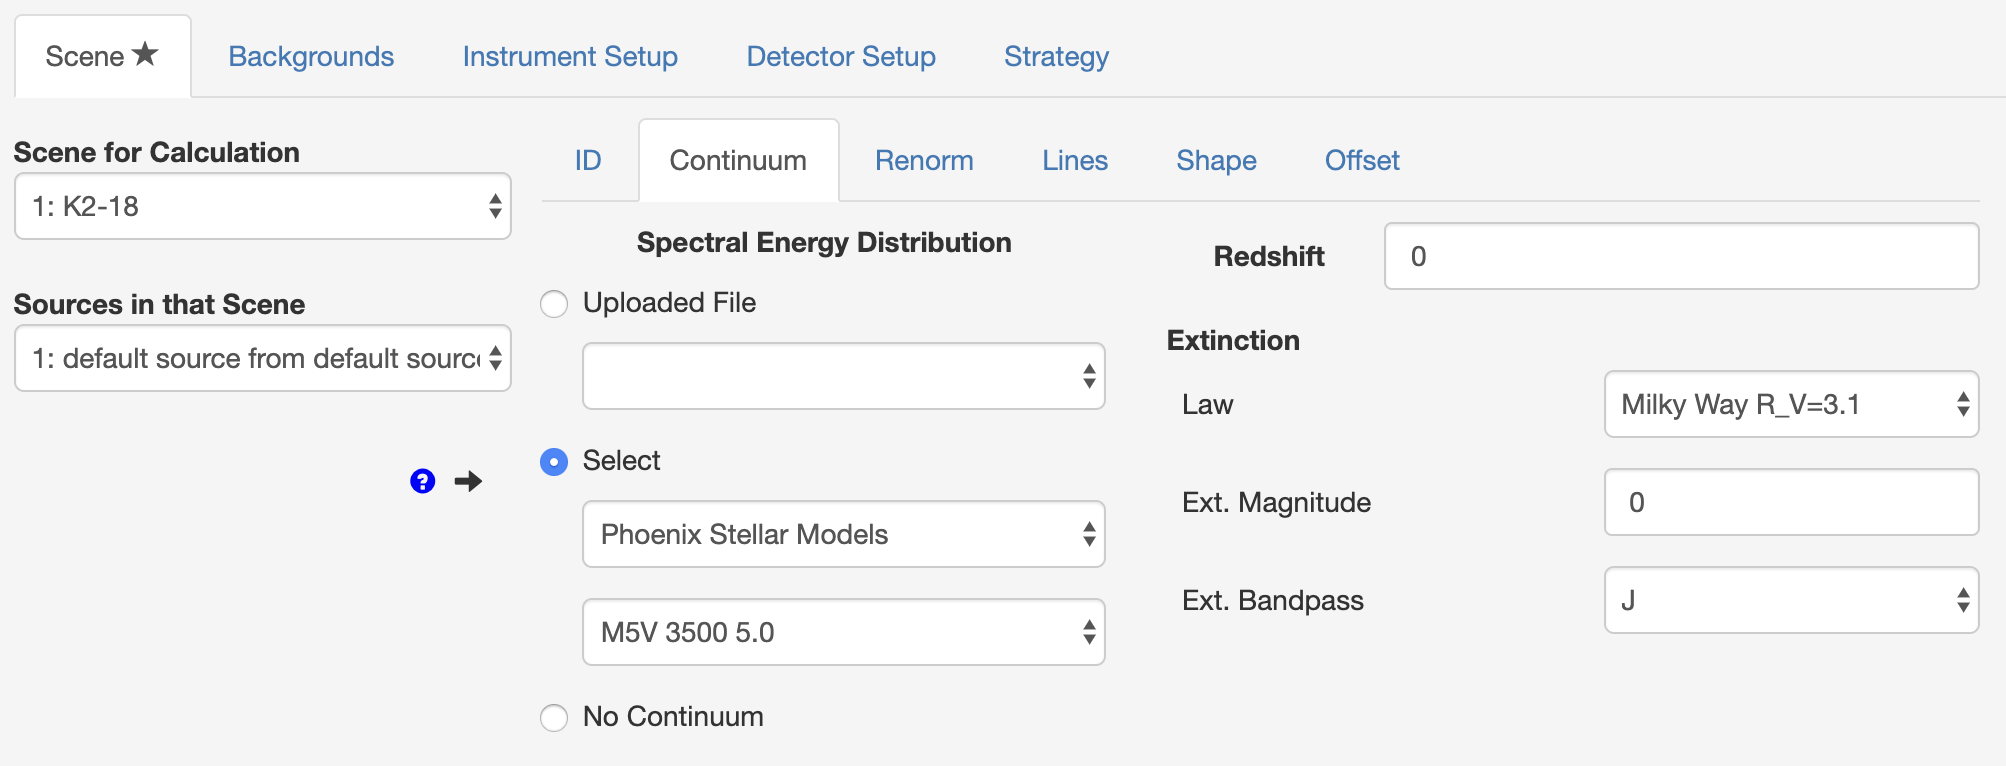 Scene ★ Backgrounds Instrument Setup Detector Setup Strategy
Scene for Calculation
1: K2-18
Sources in that Scene
1: default source from default sourc
?
ID Continuum Renorm Lines Shape Offset
Spectral Energy Distribution
Uploaded File
Select
Phoenix Stellar Models
M5V 3500 5.0
No Continuum
Redshift 0
Extinction
Law Milky Way R_V=3.1
Ext. Magnitude 0
Ext. Bandpass J